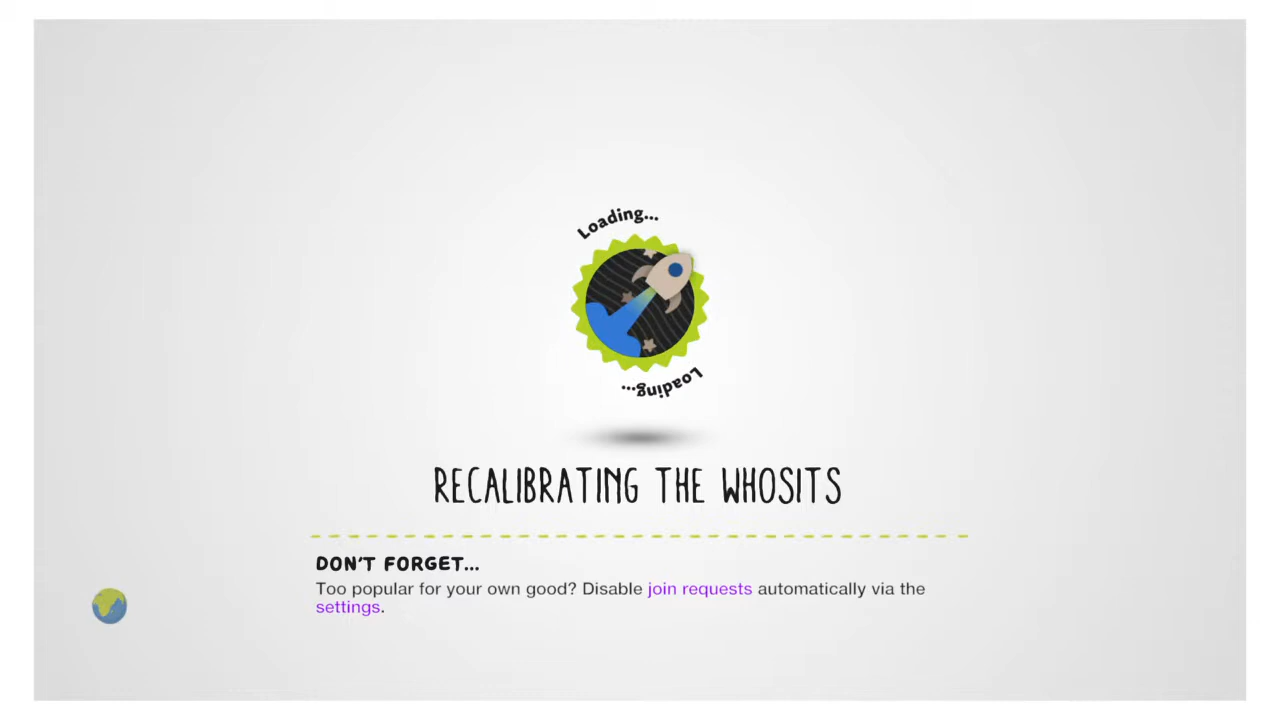 Loading...
Loading...
RECALIBRATING THE WHOSITS
DON'T FORGET...
Too popular for your own good? Disable join requests automatically via the
settings.